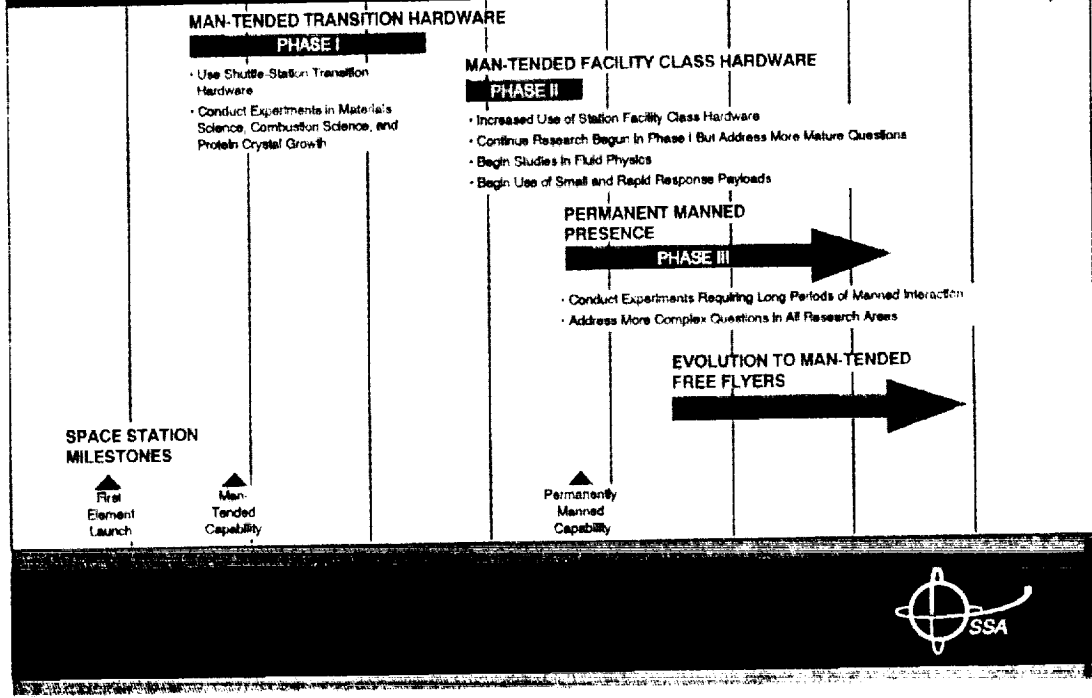 MAN-TENDED TRANSITION HARDWARE
PHASE I
· Use Shuttle-Station Transition
Hardware
· Conduct Experiments in Materials
Science, Combustion Science, and
Protein Crystal Growth
MAN-TENDED FACILITY CLASS HARDWARE
PHASE II
· Increased Use of Station Facility Class Hardware
· Continue Research Begun In Phase I But Address More Mature Questions
· Begin Studies In Fluid Physics
· Begin Use of Small and Rapid Response Payloads
PERMANENT MANNED
PRESENCE
PHASE III
· Conduct Experiments Requiring Long Periods of Manned Interaction
· Address More Complex Questions In All Research Areas
EVOLUTION TO MAN-TENDED
FREE FLYERS
SPACE STATION
MILESTONES
First
Element
Launch
Man-
Tended
Capability
Permanently
Manned
Capability
SSA